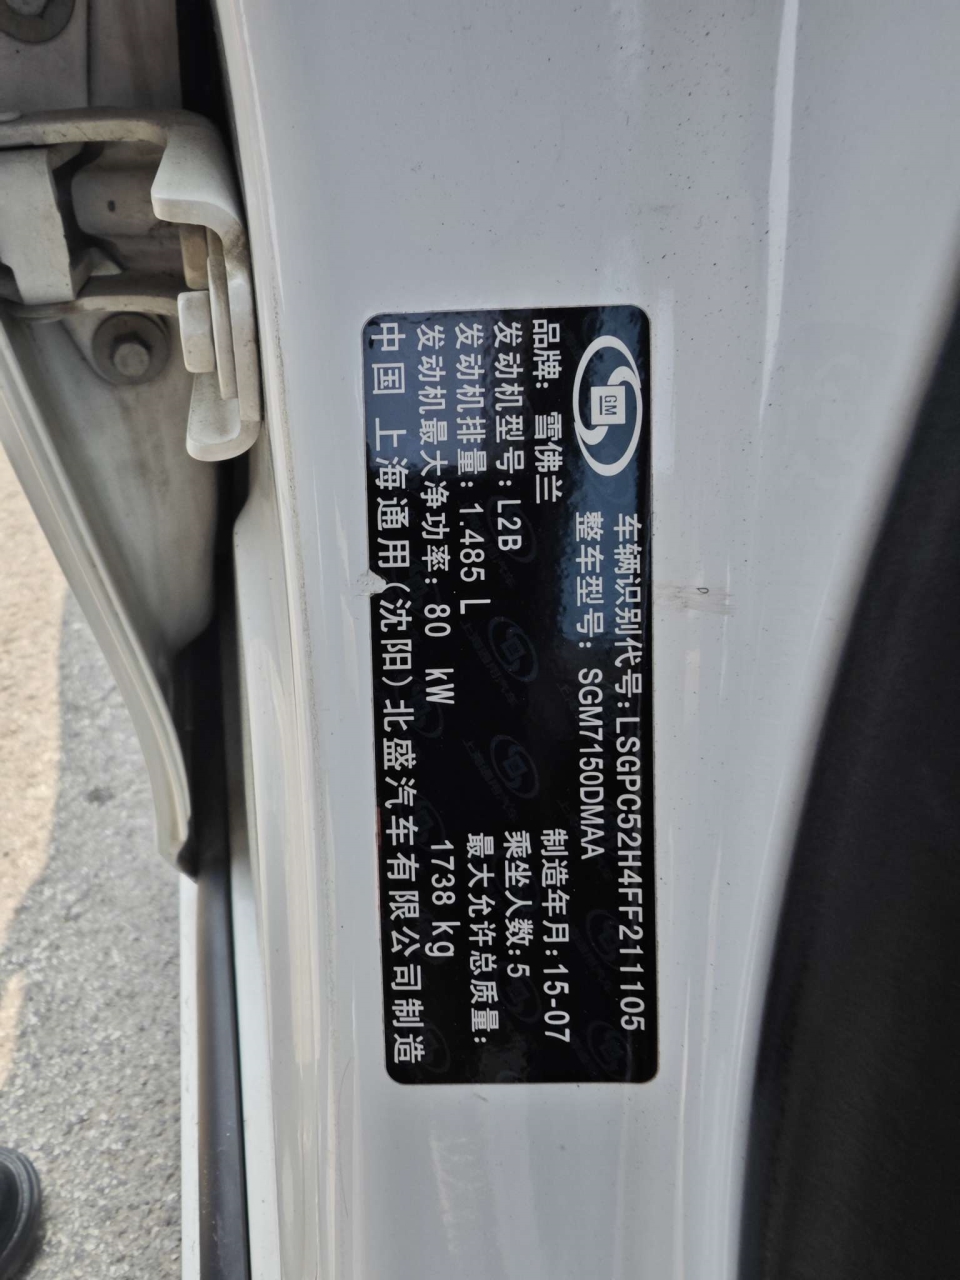 GM
车辆识别代号:LSGPC52H4FF211105
整车型号: SGM7150DMAA
品牌: 雪佛兰
制造年月:15-07
发动机型号:L2B
乘坐人数:5
发动机排量:1.485 L
最大允许总质量:
发动机最大净功率: 80 kW
1738 kg
中国 上海通用(沈阳)北盛汽车有限公司制造